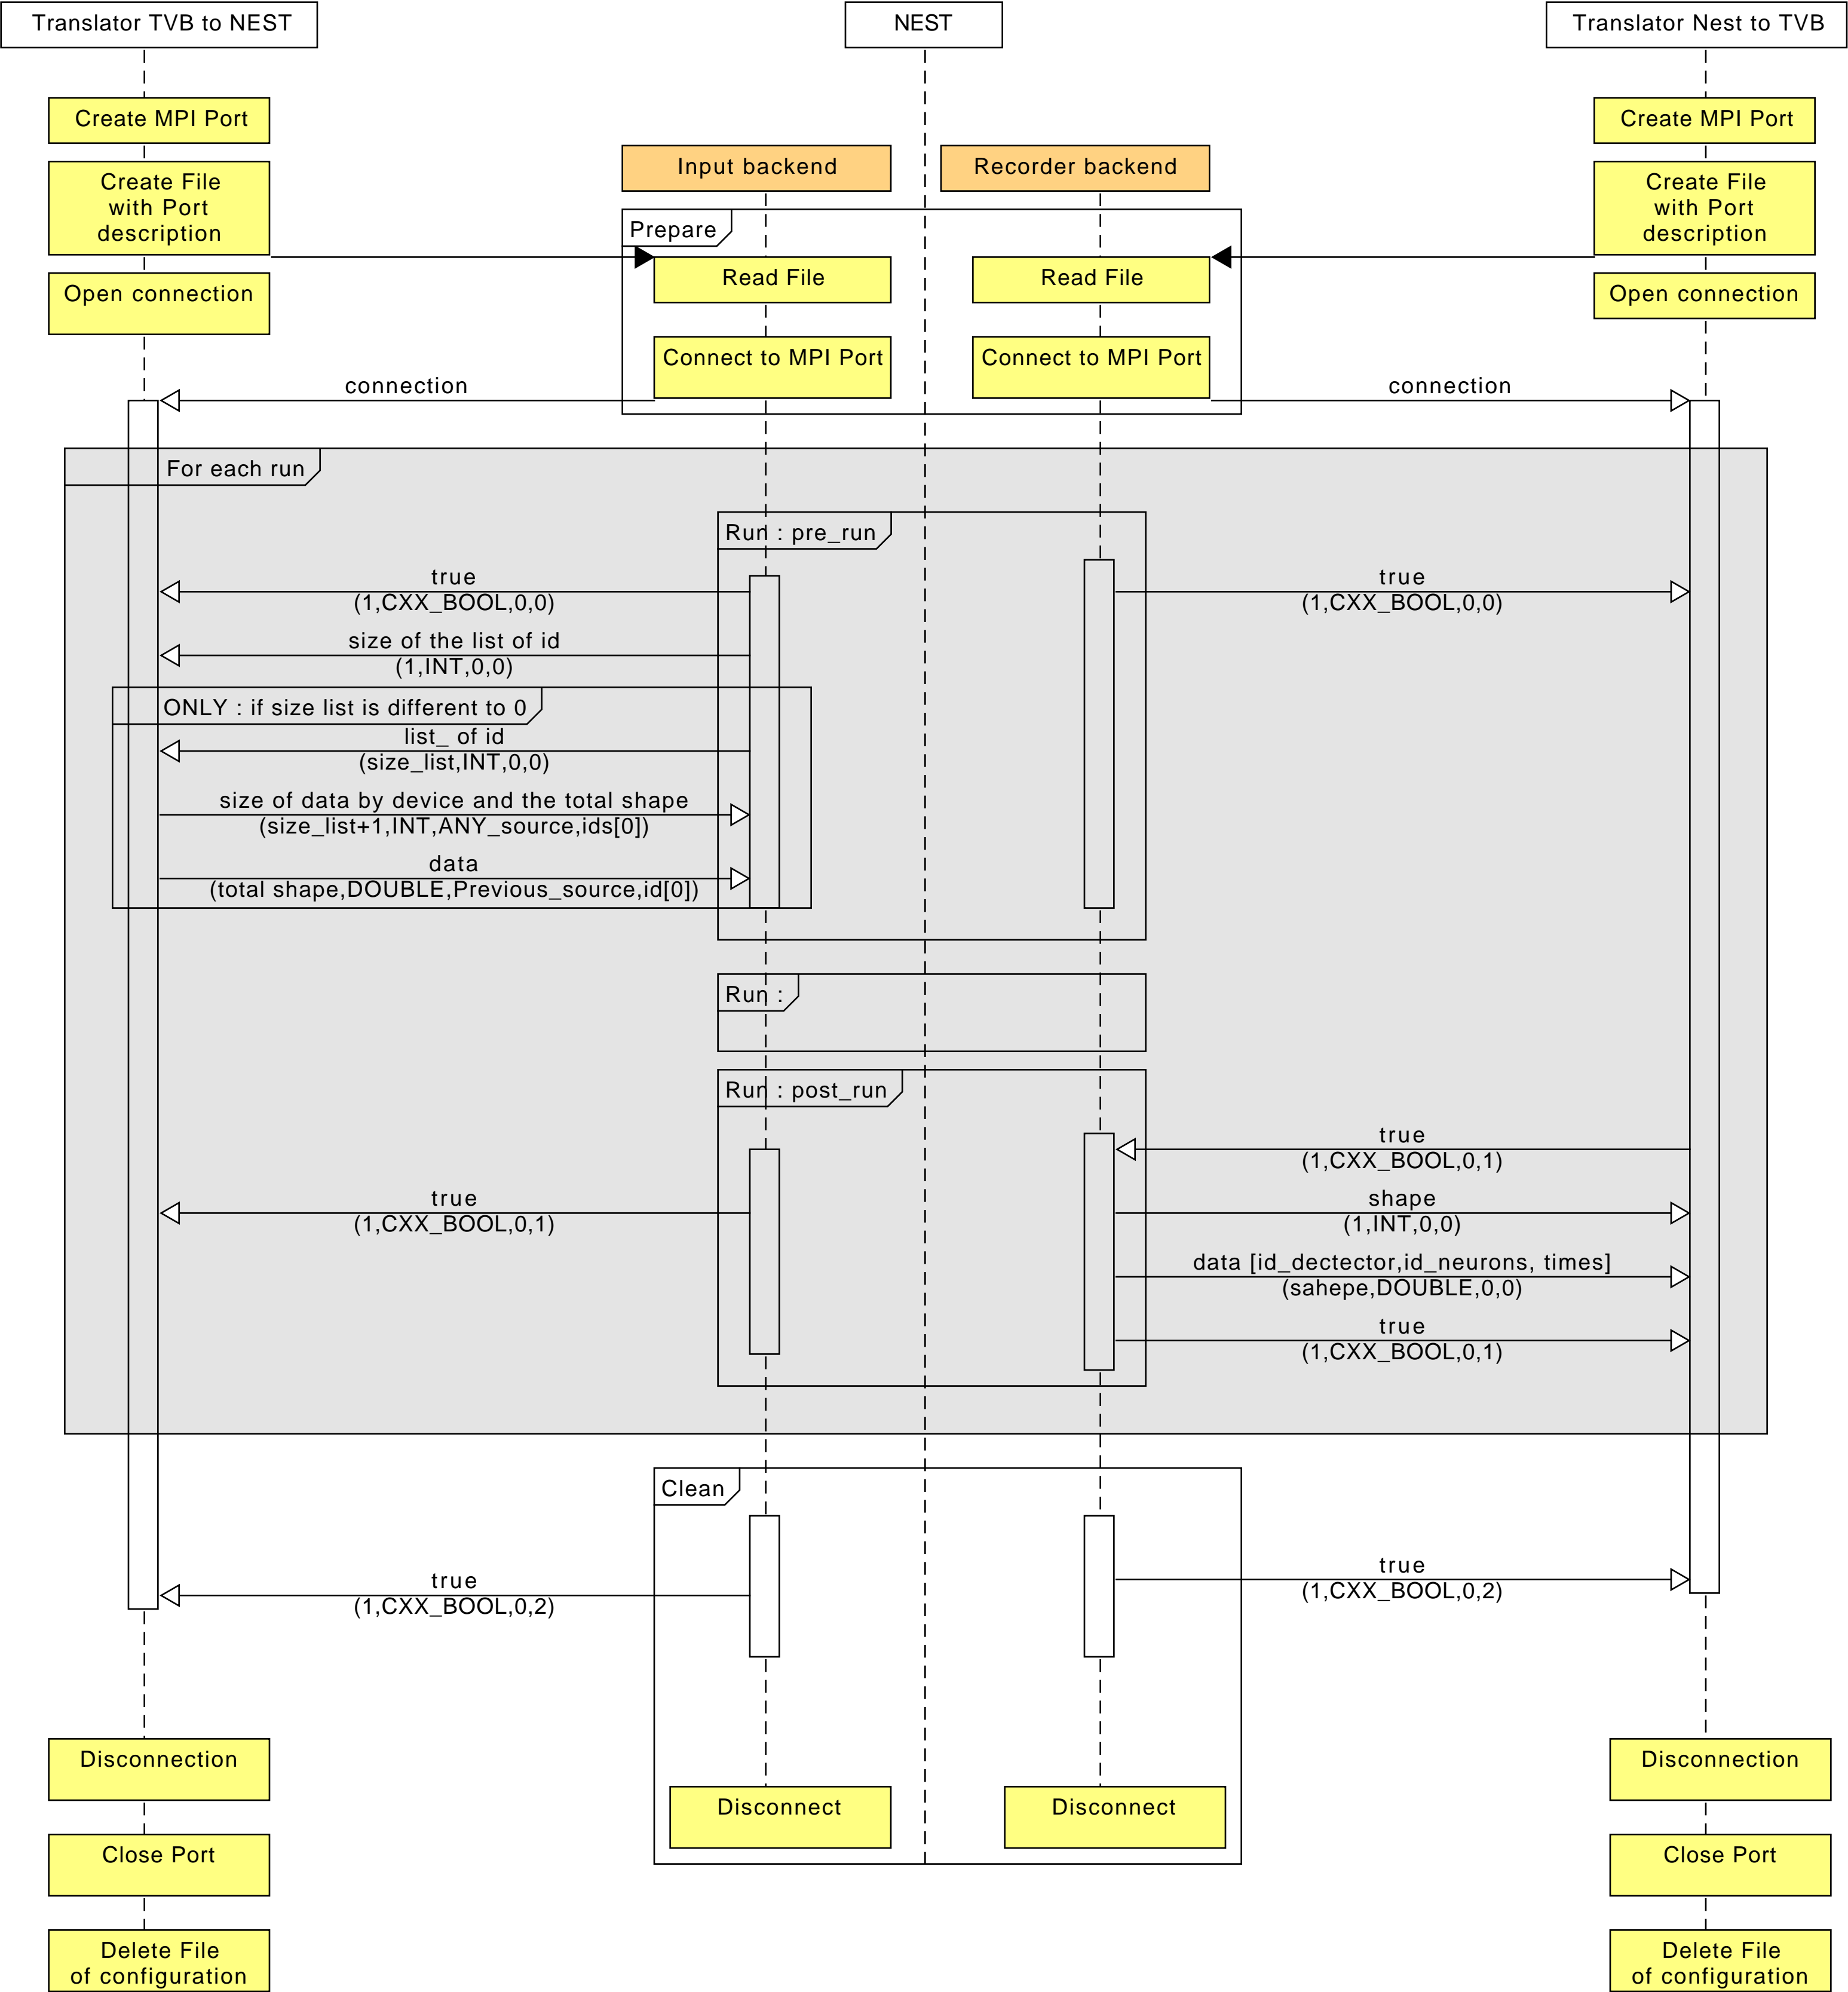 Translator TVB to NEST
NEST
Translator Nest to TVB
Create MPI Port
Create MPI Port
Input backend
Recorder backend
Create File
with Port
description
Create File
with Port
description
Prepare
Read File
Read File
Open connection
Open connection
Connect to MPI Port
Connect to MPI Port
connection
connection
For each run
Run : pre_run
true
(1,CXX_BOOL,0,0)
true
(1,CXX_BOOL,0,0)
size of the list of id
(1,INT,0,0)
ONLY : if size list is different to 0
list_ of id
(size_list,INT,0,0)
size of data by device and the total shape
(size_list+1,INT,ANY_source,ids[0])
data
(total shape,DOUBLE,Previous_source,id[0])
Run :
Run : post_run
true
(1,CXX_BOOL,0,1)
true
(1,CXX_BOOL,0,1)
shape
(1,INT,0,0)
data [id_dectector,id_neurons, times]
(sahepe,DOUBLE,0,0)
true
(1,CXX_BOOL,0,1)
Clean
true
(1,CXX_BOOL,0,2)
true
(1,CXX_BOOL,0,2)
Disconnection
Disconnection
Disconnect
Disconnect
Close Port
Close Port
Delete File
of configuration
Delete File
of configuration